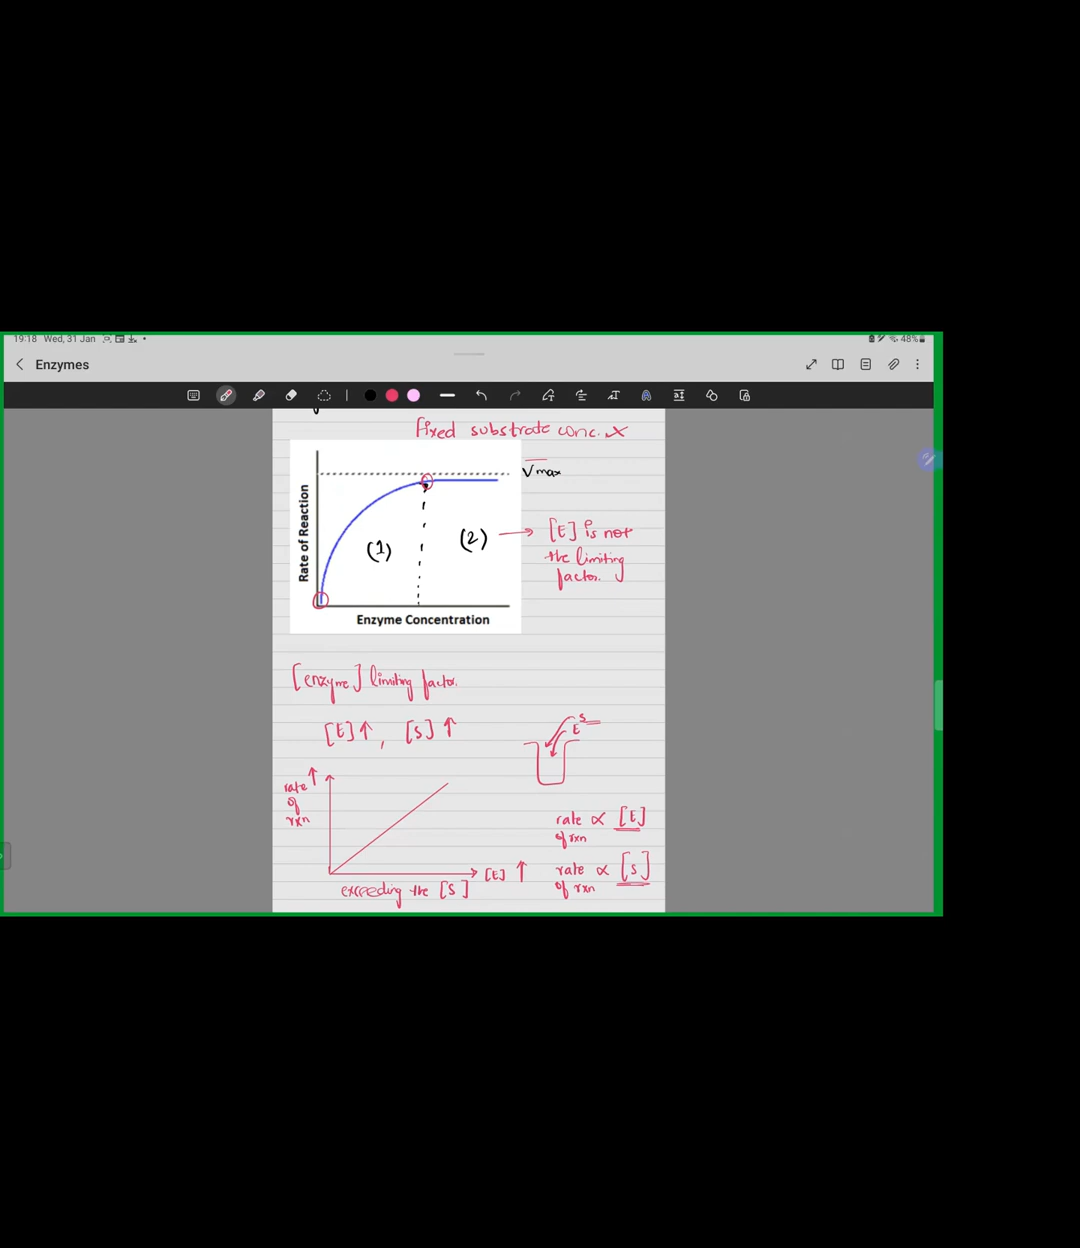 19:18 Wed, 31 Jan
48%
Enzymes
fixed substrate conc. X
Vmax
Rate of Reaction
(1)
(2) → [E] is not
the limiting
factor.
Enzyme Concentration
[enzyme] limiting factor.
[E]↑, [S]↑
S
E
rate ↑
of
rxn
[E] ↑
exceeding the [S]
rate ∝ [E]
of rxn
rate ∝ [S]
of rxn